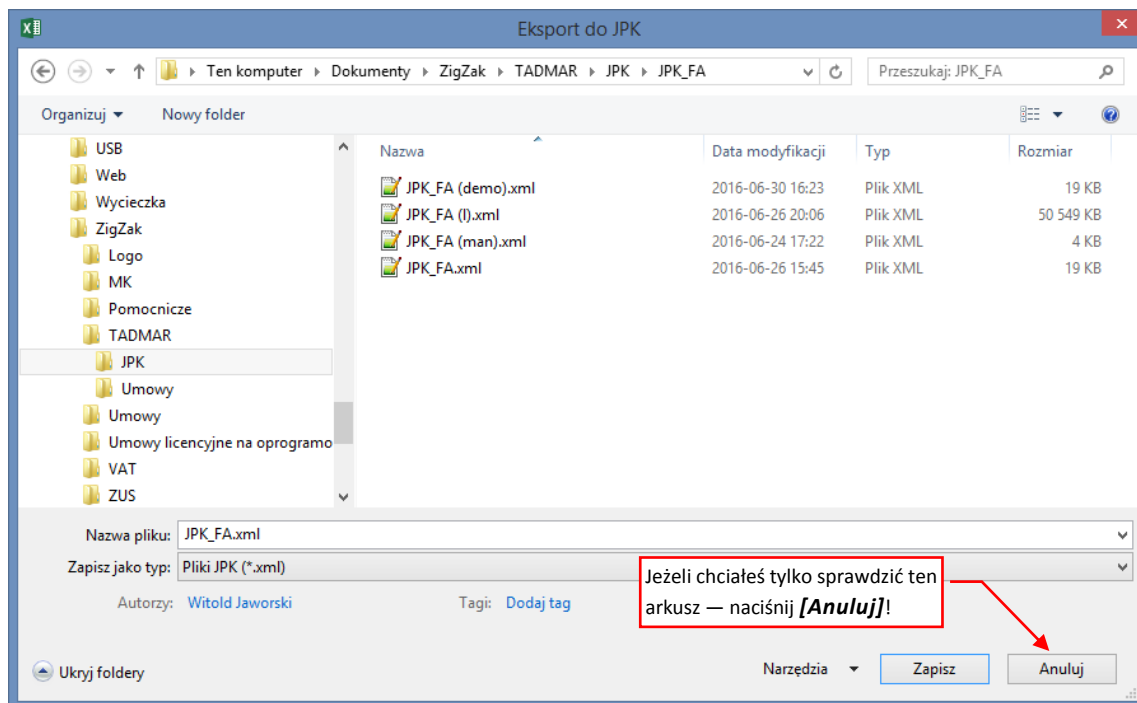 Eksport do JPK
Ten komputer Dokumenty ZigZak TADMAR JPK JPK_FA
Przeszukaj: JPK_FA
Organizuj Nowy folder
USB
Web
Wycieczka
ZigZak
Logo
MK
Pomocnicze
TADMAR
JPK
Umowy
Umowy
Umowy licencyjne na oprogramo
VAT
ZUS
Nazwa Data modyfikacji Typ Rozmiar
JPK_FA (demo).xml 2016-06-30 16:23 Plik XML 19 KB
JPK_FA (l).xml 2016-06-26 20:06 Plik XML 50 549 KB
JPK_FA (man).xml 2016-06-24 17:22 Plik XML 4 KB
JPK_FA.xml 2016-06-26 15:45 Plik XML 19 KB
Nazwa pliku: JPK_FA.xml
Zapisz jako typ: Pliki JPK (*.xml)
Autorzy: Witold Jaworski Tagi: Dodaj tag
Jeżeli chciałeś tylko sprawdzić ten
arkusz — naciśnij [Anuluj]!
Ukryj foldery Narzędzia Zapisz Anuluj